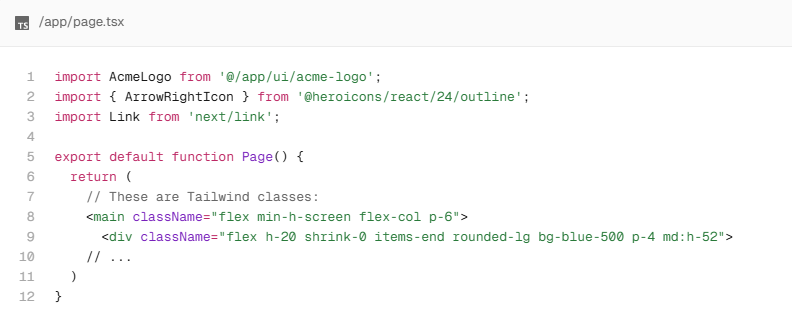 TS /app/page.tsx
1 import AcmeLogo from '@/app/ui/acme-logo';
2 import { ArrowRightIcon } from '@heroicons/react/24/outline';
3 import Link from 'next/link';
4
5 export default function Page() {
6   return (
7     // These are Tailwind classes:
8     <main className="flex min-h-screen flex-col p-6">
9       <div className="flex h-20 shrink-0 items-end rounded-lg bg-blue-500 p-4 md:h-52">
10     // ...
11   )
12 }